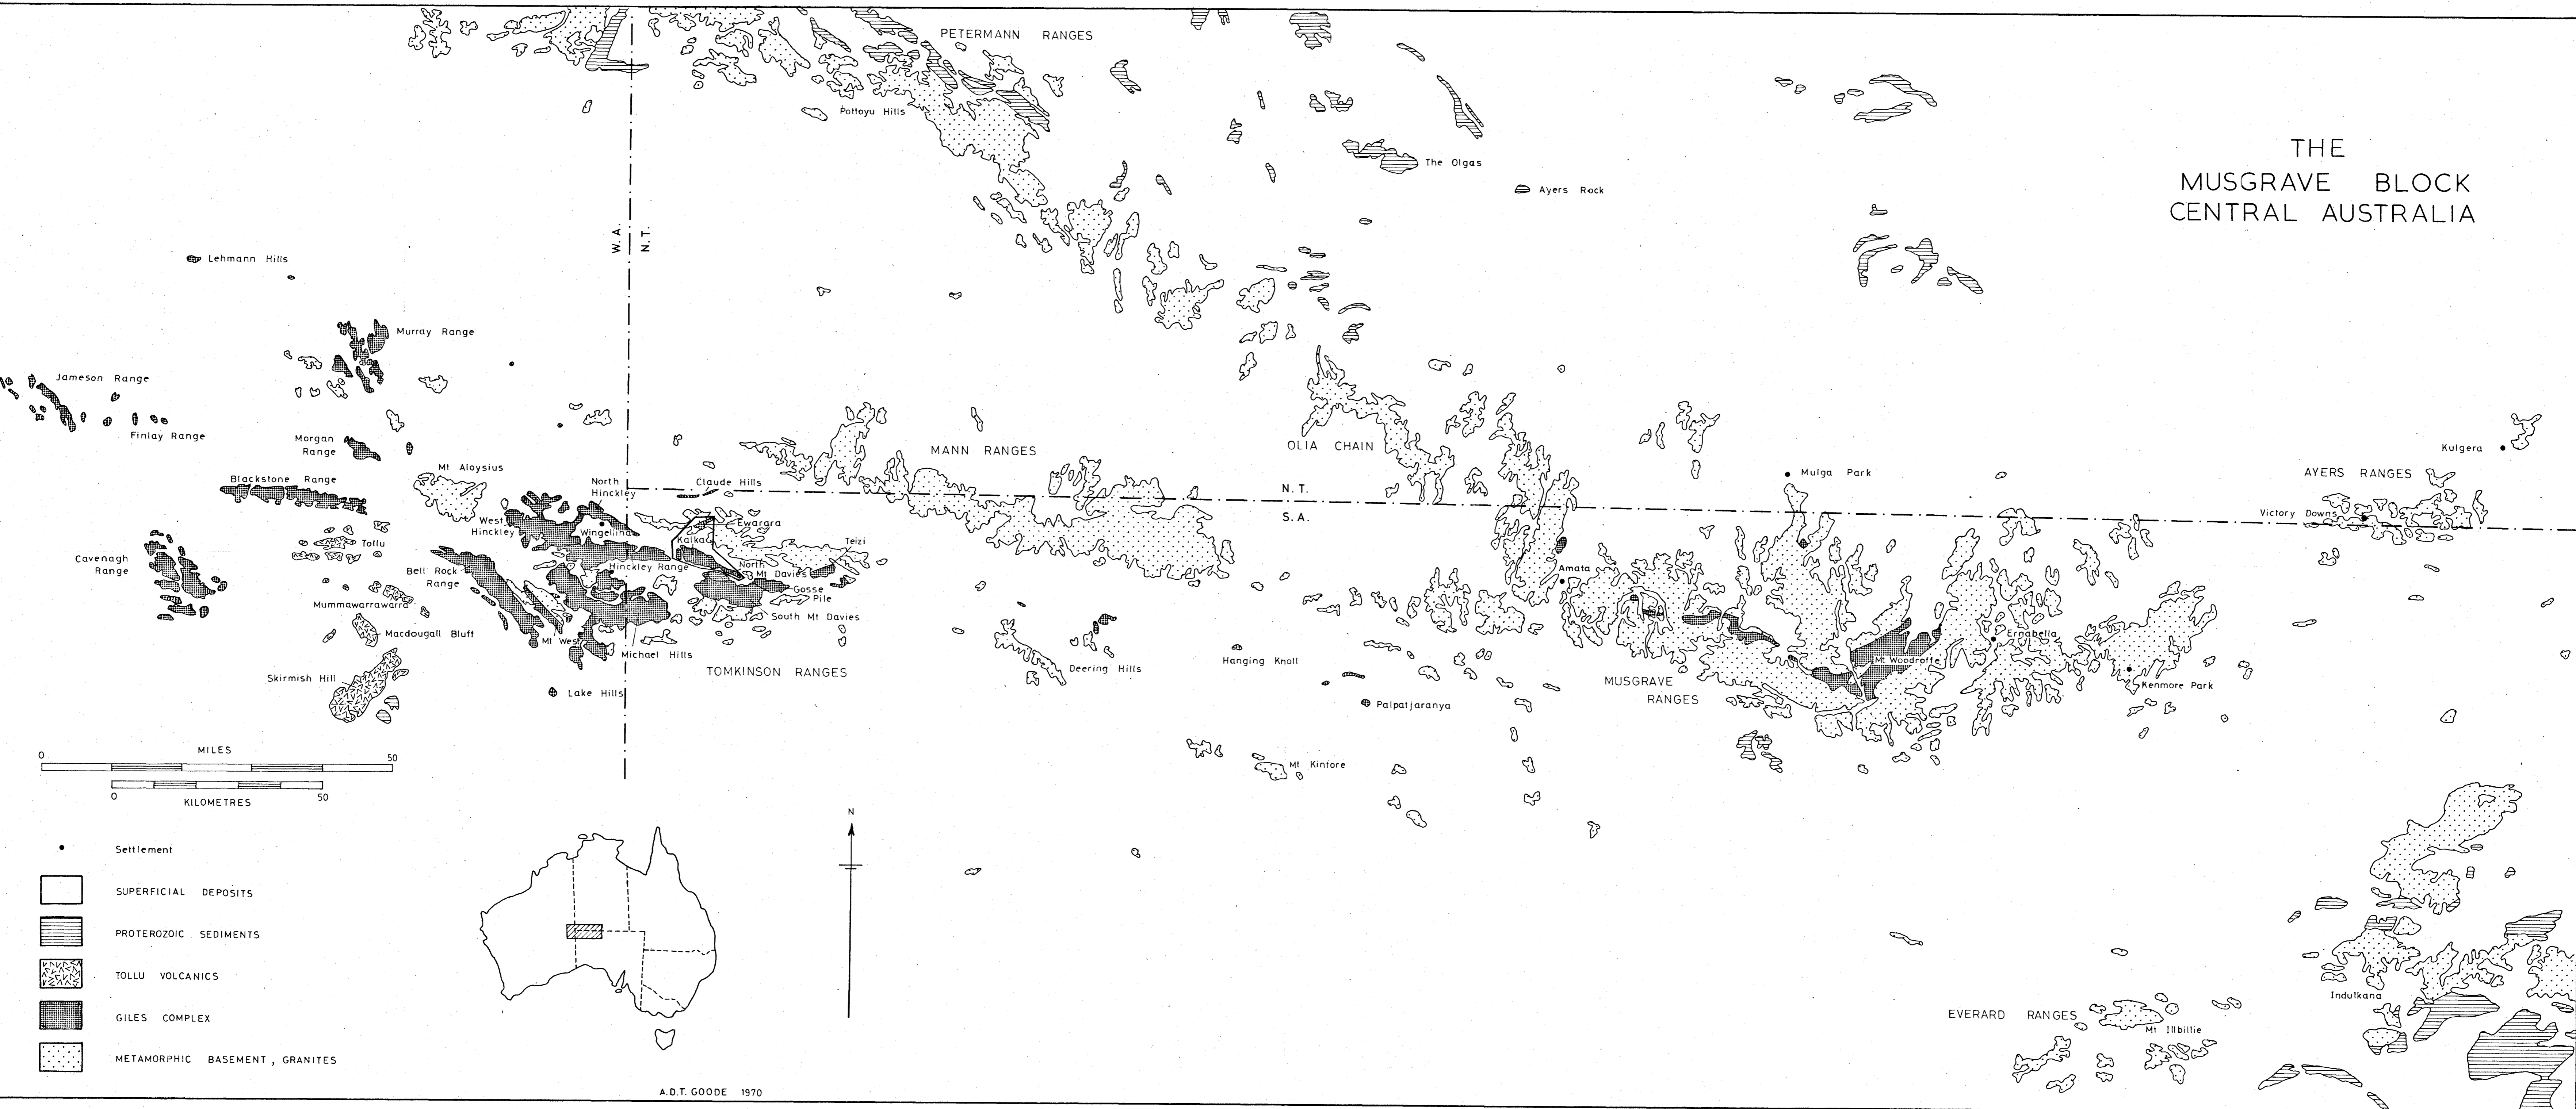 THE
MUSGRAVE BLOCK
CENTRAL AUSTRALIA
PETERMANN RANGES
Pottoyu Hills
The Olgas
Ayers Rock
W.A.
N.T.
Lehmann Hills
Murray Range
Jameson Range
Finlay Range
Morgan
Range
Mt Aloysius
Blackstone Range
North
Hinckley
Claude Hills
MANN RANGES
OLIA CHAIN
N.T.
S.A.
Mulga Park
Kulgera
AYERS RANGES
Victory Downs
West
Hinckley
Wingellina
Ewarara
Kalka
Teizi
Tollu
Cavenagh
Range
Bell Rock
Range
Hinckley Range
North
Mt Davies
Gosse
Pile
South Mt Davies
Amata
Mummawarrawarra
Macdougall Bluff
Mt West
Michael Hills
TOMKINSON RANGES
Deering Hills
Hanging Knoll
Ernabella
Mt Woodroffe
Kenmore Park
MUSGRAVE
RANGES
Skirmish Hill
Lake Hills
Palpatjaranya
Mt Kintore
MILES
0 50
0 50
KILOMETRES
N
Settlement
SUPERFICIAL DEPOSITS
PROTEROZOIC SEDIMENTS
TOLLU VOLCANICS
GILES COMPLEX
METAMORPHIC BASEMENT, GRANITES
Indulkana
EVERARD RANGES
Mt Illbillie
A.D.T. GOODE 1970